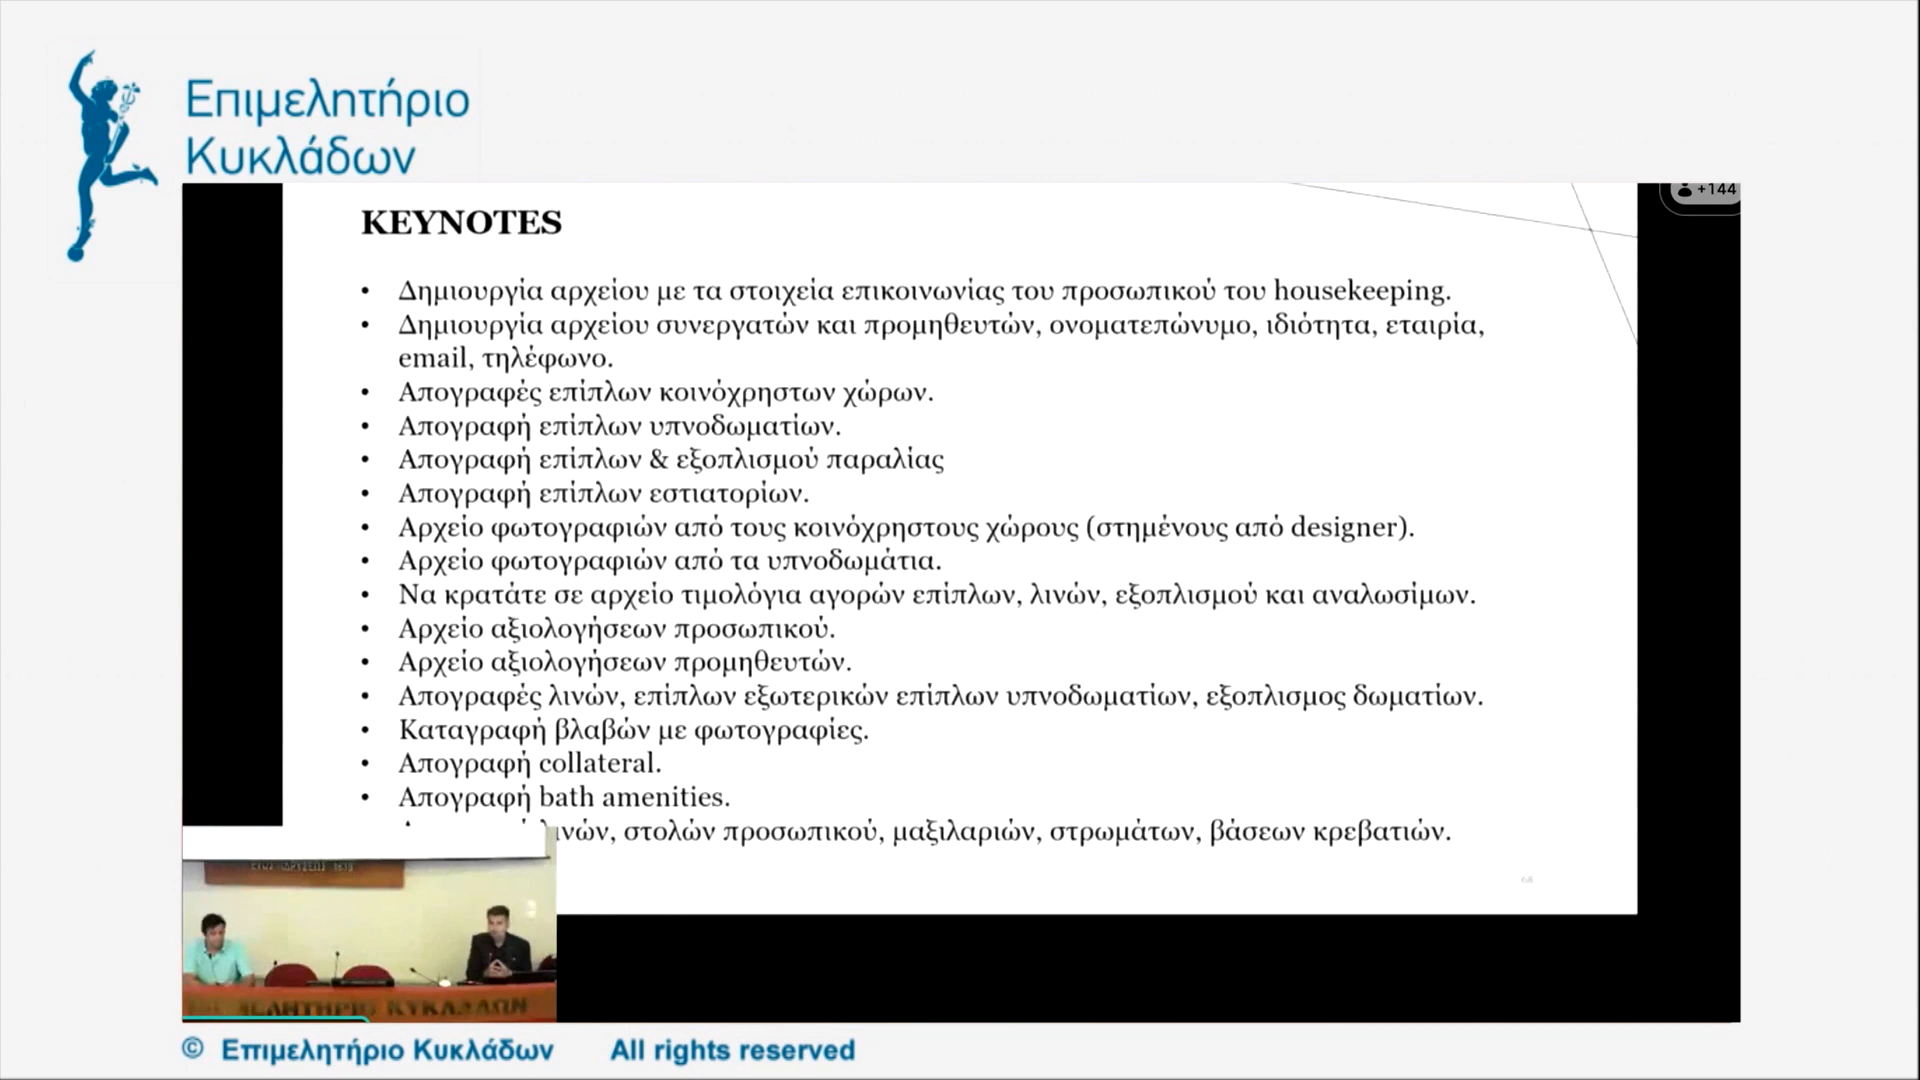 Επιμελητήριο
Κυκλάδων
+144
KEYNOTES
• Δημιουργία αρχείου με τα στοιχεία επικοινωνίας του προσωπικού του housekeeping.
• Δημιουργία αρχείου συνεργατών και προμηθευτών, ονοματεπώνυμο, ιδιότητα, εταιρία,
email, τηλέφωνο.
• Απογραφές επίπλων κοινόχρηστων χώρων.
• Απογραφή επίπλων υπνοδωματίων.
• Απογραφή επίπλων & εξοπλισμού παραλίας
• Απογραφή επίπλων εστιατορίων.
• Αρχείο φωτογραφιών από τους κοινόχρηστους χώρους (στημένους από designer).
• Αρχείο φωτογραφιών από τα υπνοδωμάτια.
• Να κρατάτε σε αρχείο τιμολόγια αγορών επίπλων, λινών, εξοπλισμού και αναλωσίμων.
• Αρχείο αξιολογήσεων προσωπικού.
• Αρχείο αξιολογήσεων προμηθευτών.
• Απογραφές λινών, επίπλων εξωτερικών επίπλων υπνοδωματίων, εξοπλισμος δωματίων.
• Καταγραφή βλαβών με φωτογραφίες.
• Απογραφή collateral.
• Απογραφή bath amenities.
λινών, στολών προσωπικού, μαξιλαριών, στρωμάτων, βάσεων κρεβατιών.
ΚΥΚΛΑΔΩΝ
© Επιμελητήριο Κυκλάδων All rights reserved